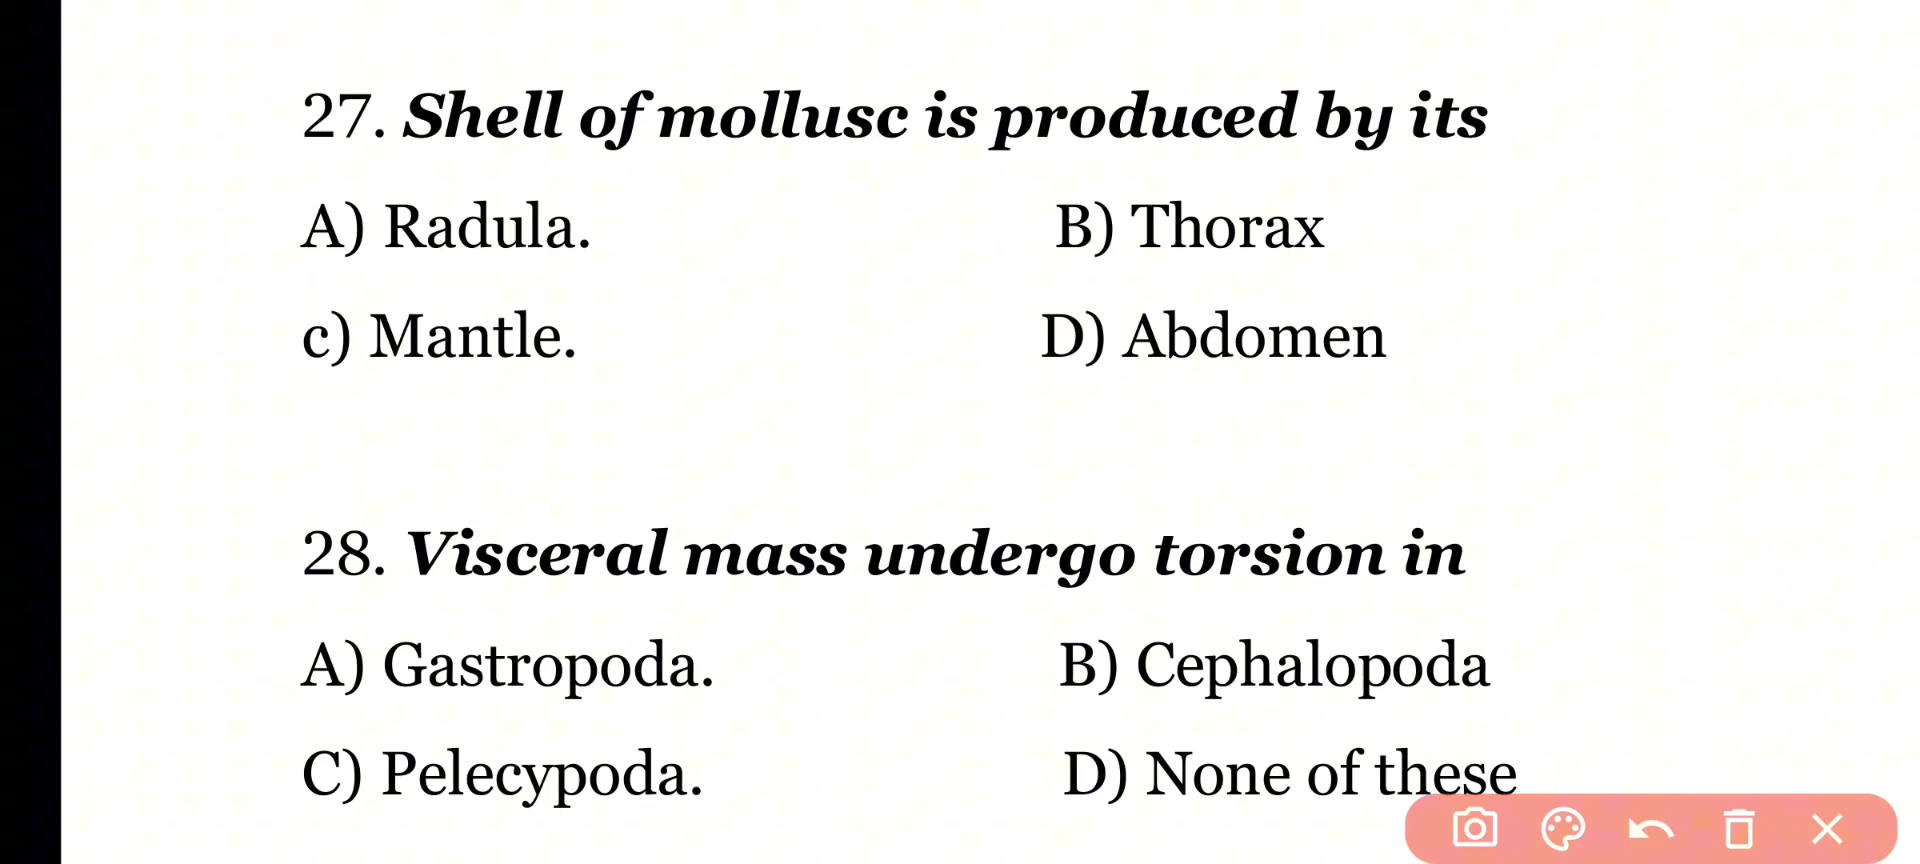 27. Shell of mollusc is produced by its
A) Radula. B) Thorax
c) Mantle. D) Abdomen
28. Visceral mass undergo torsion in
A) Gastropoda. B) Cephalopoda
C) Pelecypoda. D) None of these